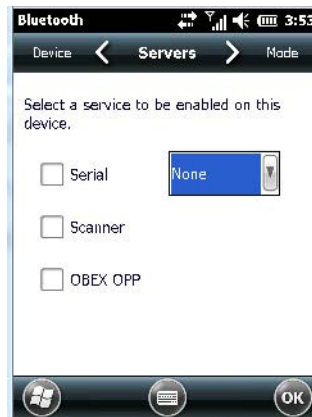 Bluetooth 3:53
Device Servers Mode
Select a service to be enabled on this
device.
Serial None
Scanner
OBEX OPP
OK